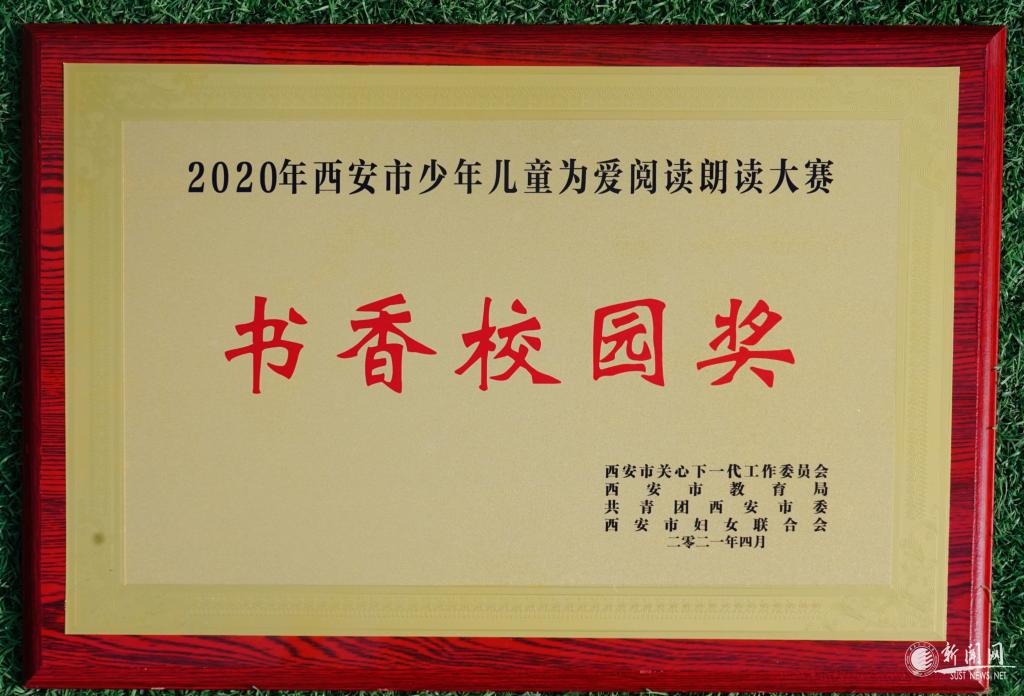 2020年西安市少年儿童为爱阅读朗读大赛
书香校园奖
西安市关心下一代工作委员会
西安市教育局
共青团西安市委
西安市妇女联合会
二零二一年四月
新闻网
SUST NEWS.NET